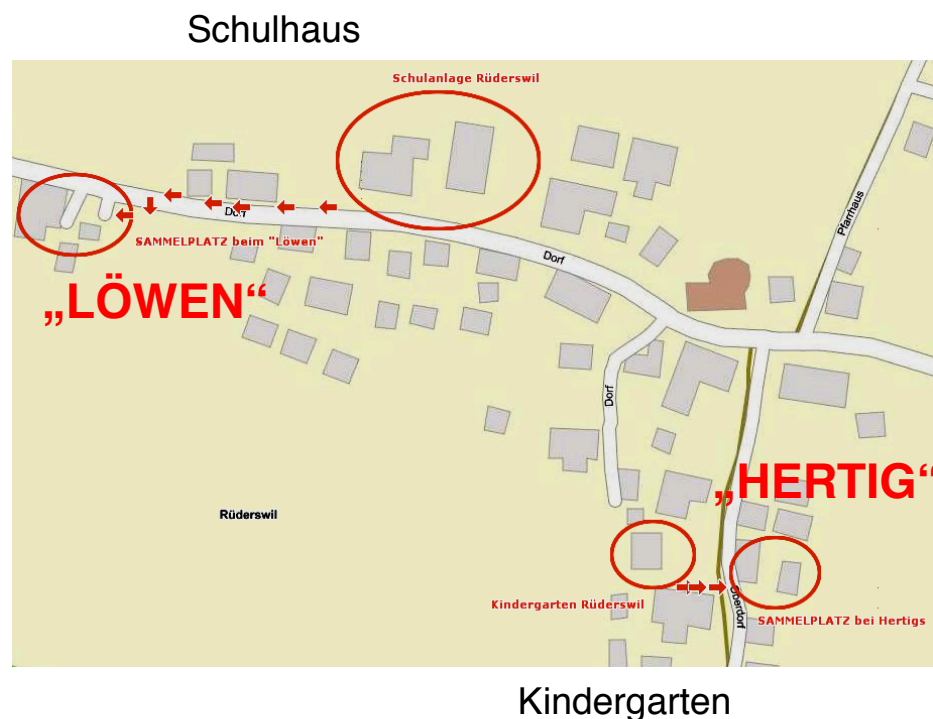 Schulhaus
Schulanlage Rüderswil
Dorf
SAMMELPLATZ beim "Löwen"
„LÖWEN“
Dorf
Pfarrhaus
Dorf
„HERTIG“
Rüderswil
Kindergarten Rüderswil
Oberdorf
SAMMELPLATZ bei Hertigs
Kindergarten